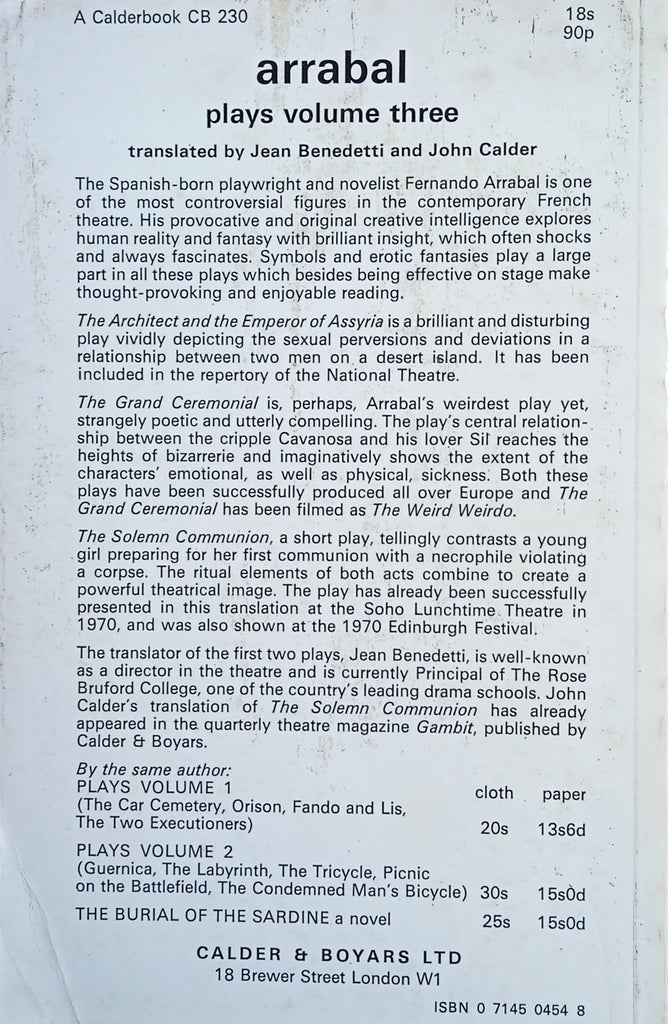 A Calderbook CB 230
18s
90p
arrabal
plays volume three
translated by Jean Benedetti and John Calder
The Spanish-born playwright and novelist Fernando Arrabal is one
of the most controversial figures in the contemporary French
theatre. His provocative and original creative intelligence explores
human reality and fantasy with brilliant insight, which often shocks
and always fascinates. Symbols and erotic fantasies play a large
part in all these plays which besides being effective on stage make
thought-provoking and enjoyable reading.
The Architect and the Emperor of Assyria is a brilliant and disturbing
play vividly depicting the sexual perversions and deviations in a
relationship between two men on a desert island. It has been
included in the repertory of the National Theatre.
The Grand Ceremonial is, perhaps, Arrabal's weirdest play yet,
strangely poetic and utterly compelling. The play's central relation-
ship between the cripple Cavanosa and his lover Sil reaches the
heights of bizarrerie and imaginatively shows the extent of the
characters' emotional, as well as physical, sickness. Both these
plays have been successfully produced all over Europe and The
Grand Ceremonial has been filmed as The Weird Weirdo.
The Solemn Communion, a short play, tellingly contrasts a young
girl preparing for her first communion with a necrophile violating
a corpse. The ritual elements of both acts combine to create a
powerful theatrical image. The play has already been successfully
presented in this translation at the Soho Lunchtime Theatre in
1970, and was also shown at the 1970 Edinburgh Festival.
The translator of the first two plays, Jean Benedetti, is well-known
as a director in the theatre and is currently Principal of The Rose
Bruford College, one of the country's leading drama schools. John
Calder's translation of The Solemn Communion has already
appeared in the quarterly theatre magazine Gambit, published by
Calder & Boyars.
By the same author:
PLAYS VOLUME 1 cloth paper
(The Car Cemetery, Orison, Fando and Lis,
The Two Executioners) 20s 13s6d
PLAYS VOLUME 2
(Guernica, The Labyrinth, The Tricycle, Picnic
on the Battlefield, The Condemned Man's Bicycle) 30s 15s0d
THE BURIAL OF THE SARDINE a novel 25s 15s0d
CALDER & BOYARS LTD
18 Brewer Street London W1
ISBN 0 7145 0454 8